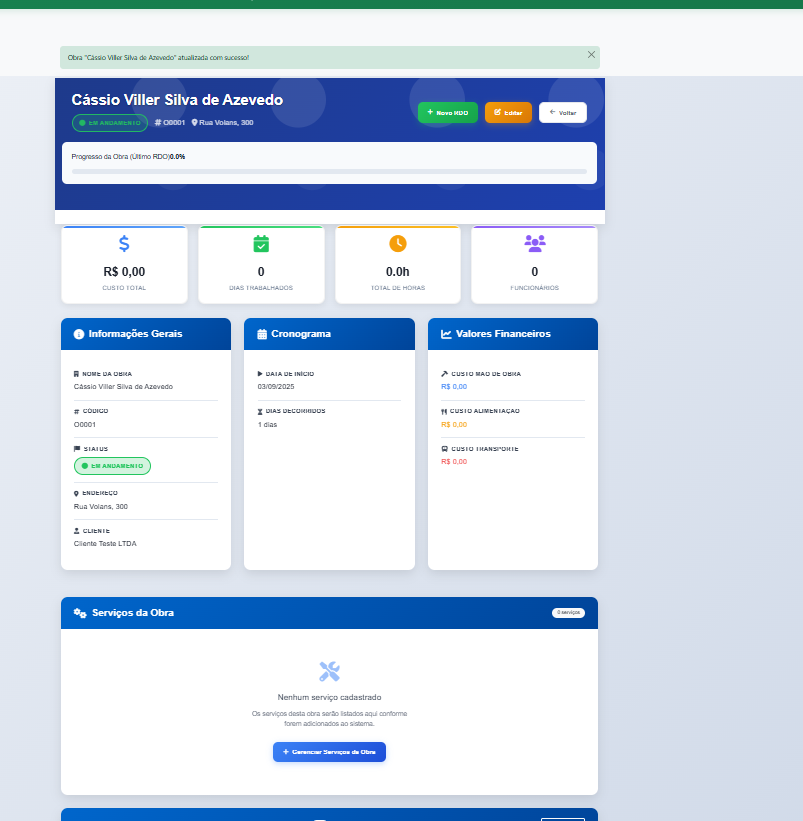 Obra "Cássio Viller Silva de Azevedo" atualizada com sucesso!
Cássio Viller Silva de Azevedo
EM ANDAMENTO
# O0001
Rua Volans, 300
+ Novo RDO
Editar
← Voltar
Progresso da Obra (Último RDO)0.0%
R$ 0,00
CUSTO TOTAL
0
DIAS TRABALHADOS
0.0h
TOTAL DE HORAS
0
FUNCIONÁRIOS
Informações Gerais
NOME DA OBRA
Cássio Viller Silva de Azevedo
# CÓDIGO
O0001
STATUS
EM ANDAMENTO
ENDEREÇO
Rua Volans, 300
CLIENTE
Cliente Teste LTDA
Cronograma
DATA DE INÍCIO
03/09/2025
DIAS DECORRIDOS
1 dias
Valores Financeiros
CUSTO MÃO DE OBRA
R$ 0,00
CUSTO ALIMENTAÇÃO
R$ 0,00
CUSTO TRANSPORTE
R$ 0,00
Serviços da Obra
0 serviços
Nenhum serviço cadastrado
Os serviços desta obra serão listados aqui conforme
forem adicionados ao sistema.
+ Gerenciar Serviços da Obra